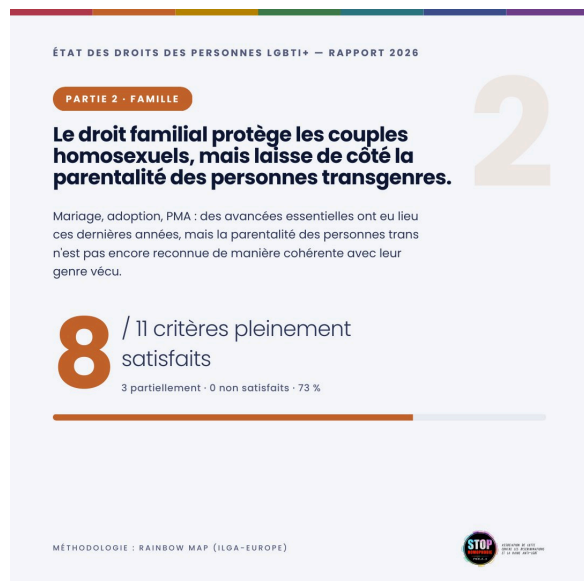 ÉTAT DES DROITS DES PERSONNES LGBTI+ — RAPPORT 2026
PARTIE 2 · FAMILLE
2
Le droit familial protège les couples
homosexuels, mais laisse de côté la
parentalité des personnes transgenres.
Mariage, adoption, PMA : des avancées essentielles ont eu lieu
ces dernières années, mais la parentalité des personnes trans
n'est pas encore reconnue de manière cohérente avec leur
genre vécu.
8
/ 11 critères pleinement
satisfaits
3 partiellement · 0 non satisfaits · 73 %
MÉTHODOLOGIE : RAINBOW MAP (ILGA-EUROPE)
STOP
HOMOPHOBIE